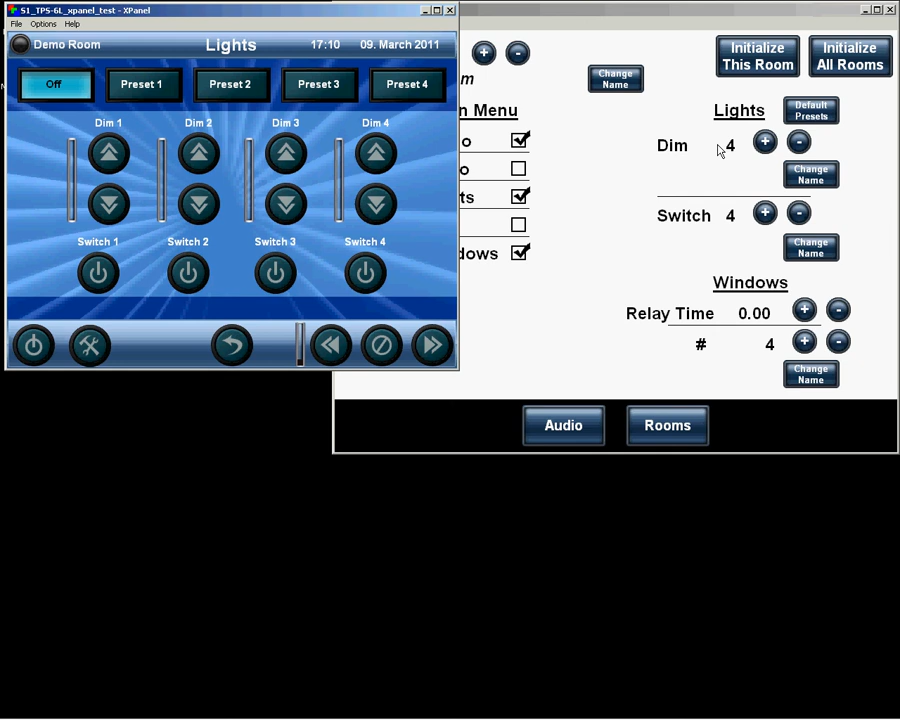 S1_TPS-6L_xpanel_test - XPanel
File Options Help
Demo Room Lights 17:10 09. March 2011
Off Preset 1 Preset 2 Preset 3 Preset 4
Dim 1 Dim 2 Dim 3 Dim 4
Switch 1 Switch 2 Switch 3 Switch 4
+ -
m
Change
Name
Initialize
This Room
Initialize
All Rooms
n Menu
o
o
ts
dows
Lights
Default
Presets
Dim 4 + -
Change
Name
Switch 4 + -
Change
Name
Windows
Relay Time 0.00 + -
# 4 + -
Change
Name
Audio Rooms